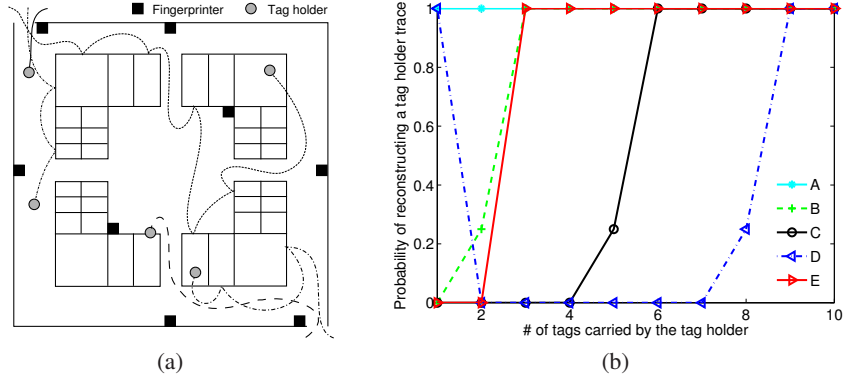 Fingerprinter
Tag holder
(a)
Probability of reconstructing a tag holder trace
1
0.8
0.6
0.4
0.2
0
2
4
6
8
10
A
B
C
D
E
# of tags carried by the tag holder
(b)